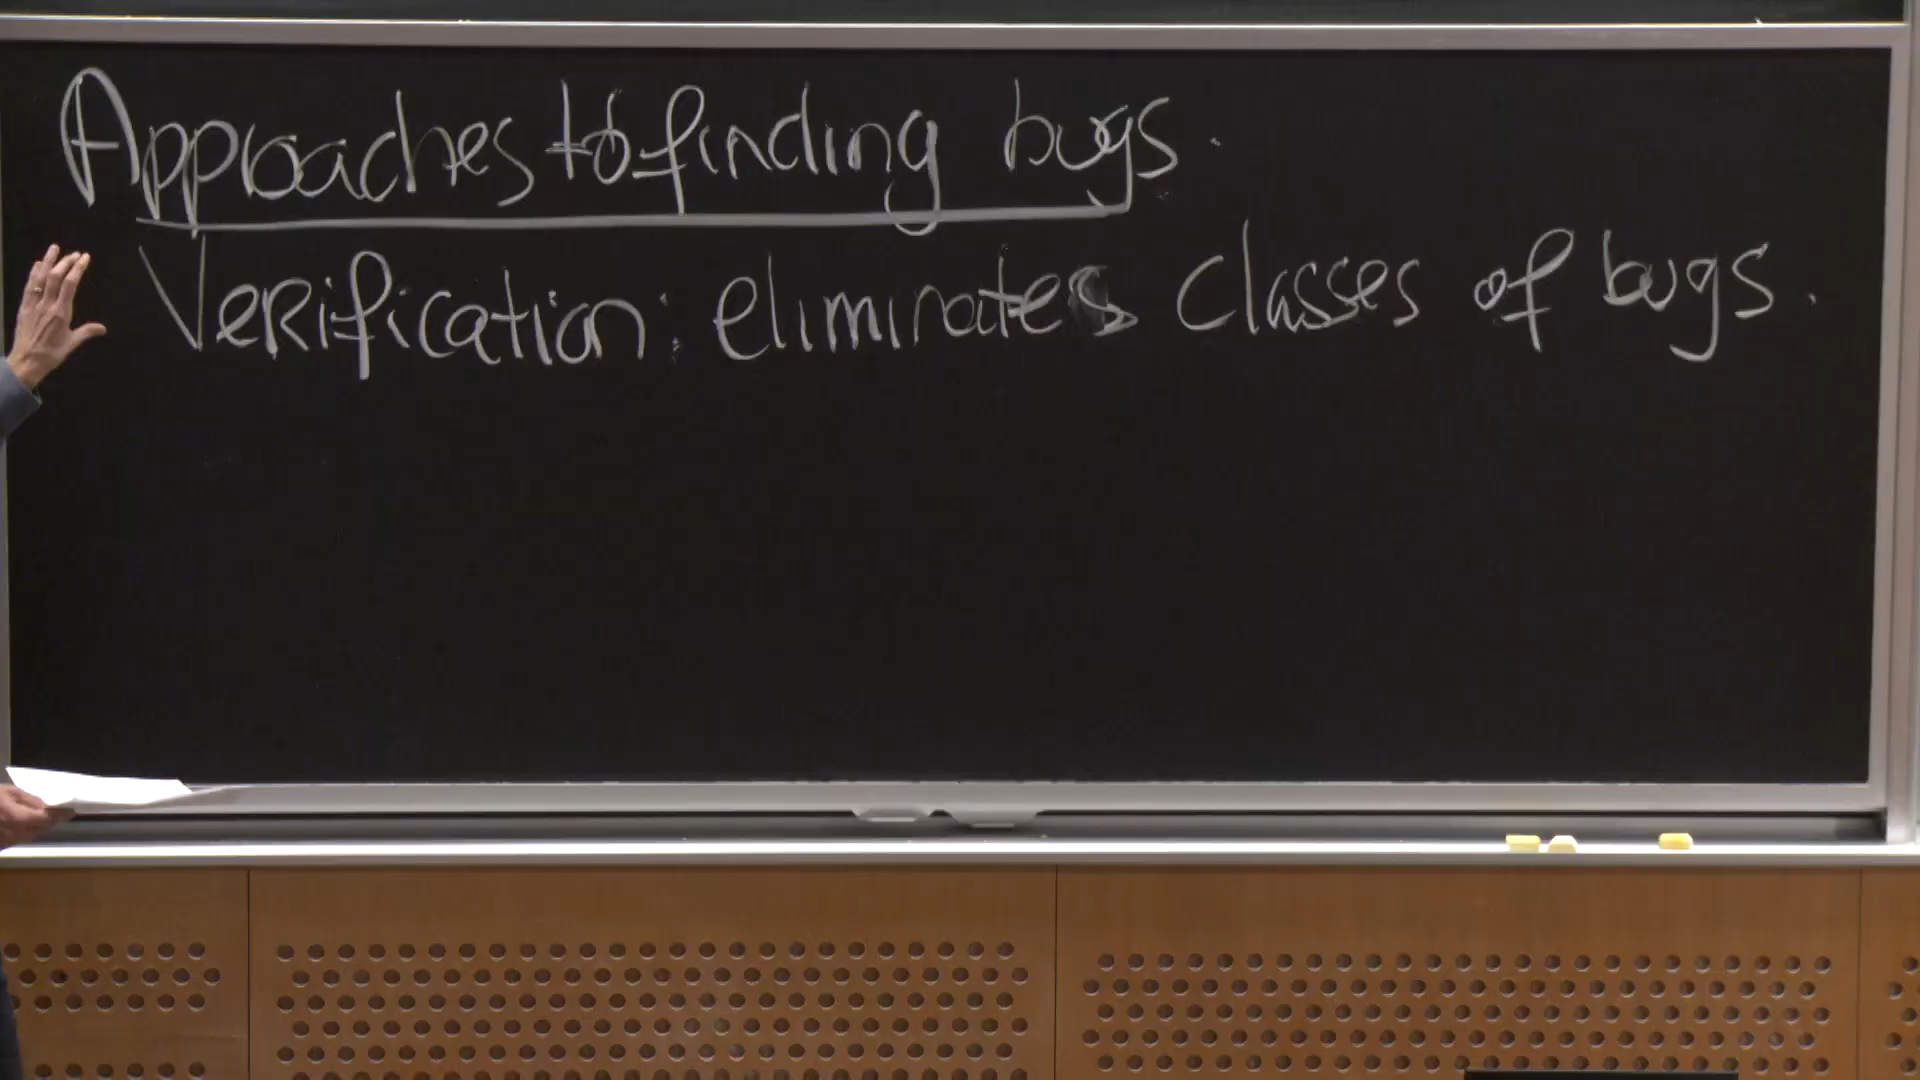 Approaches to finding bugs.
Verification: eliminates classes of bugs.